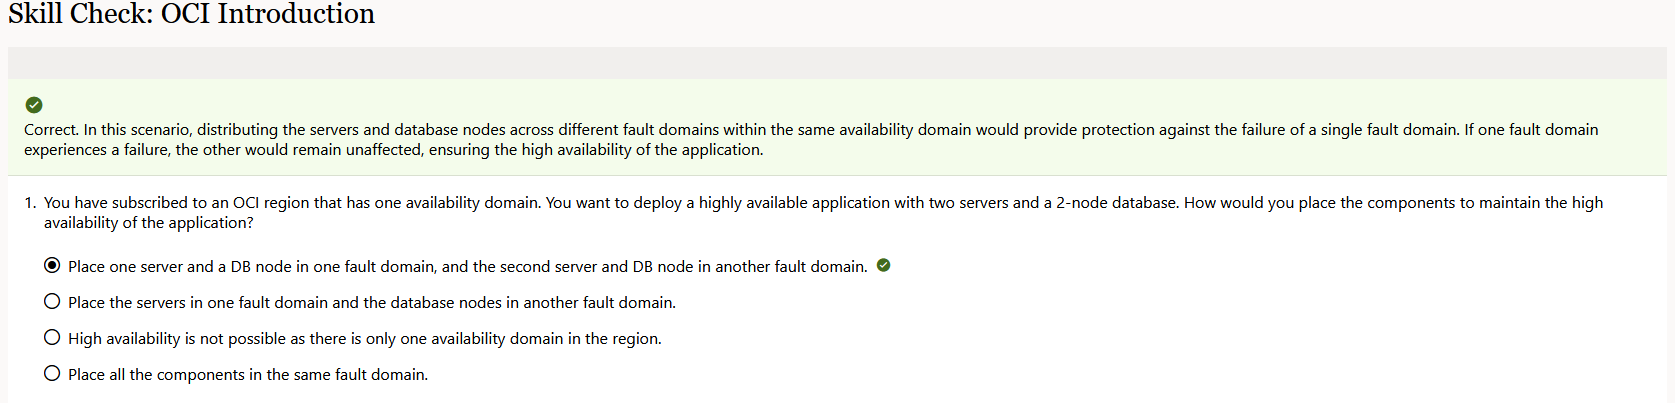 Skill Check: OCI Introduction
Correct. In this scenario, distributing the servers and database nodes across different fault domains within the same availability domain would provide protection against the failure of a single fault domain. If one fault domain
experiences a failure, the other would remain unaffected, ensuring the high availability of the application.
1. You have subscribed to an OCI region that has one availability domain. You want to deploy a highly available application with two servers and a 2-node database. How would you place the components to maintain the high
availability of the application?
Place one server and a DB node in one fault domain, and the second server and DB node in another fault domain.
Place the servers in one fault domain and the database nodes in another fault domain.
High availability is not possible as there is only one availability domain in the region.
Place all the components in the same fault domain.